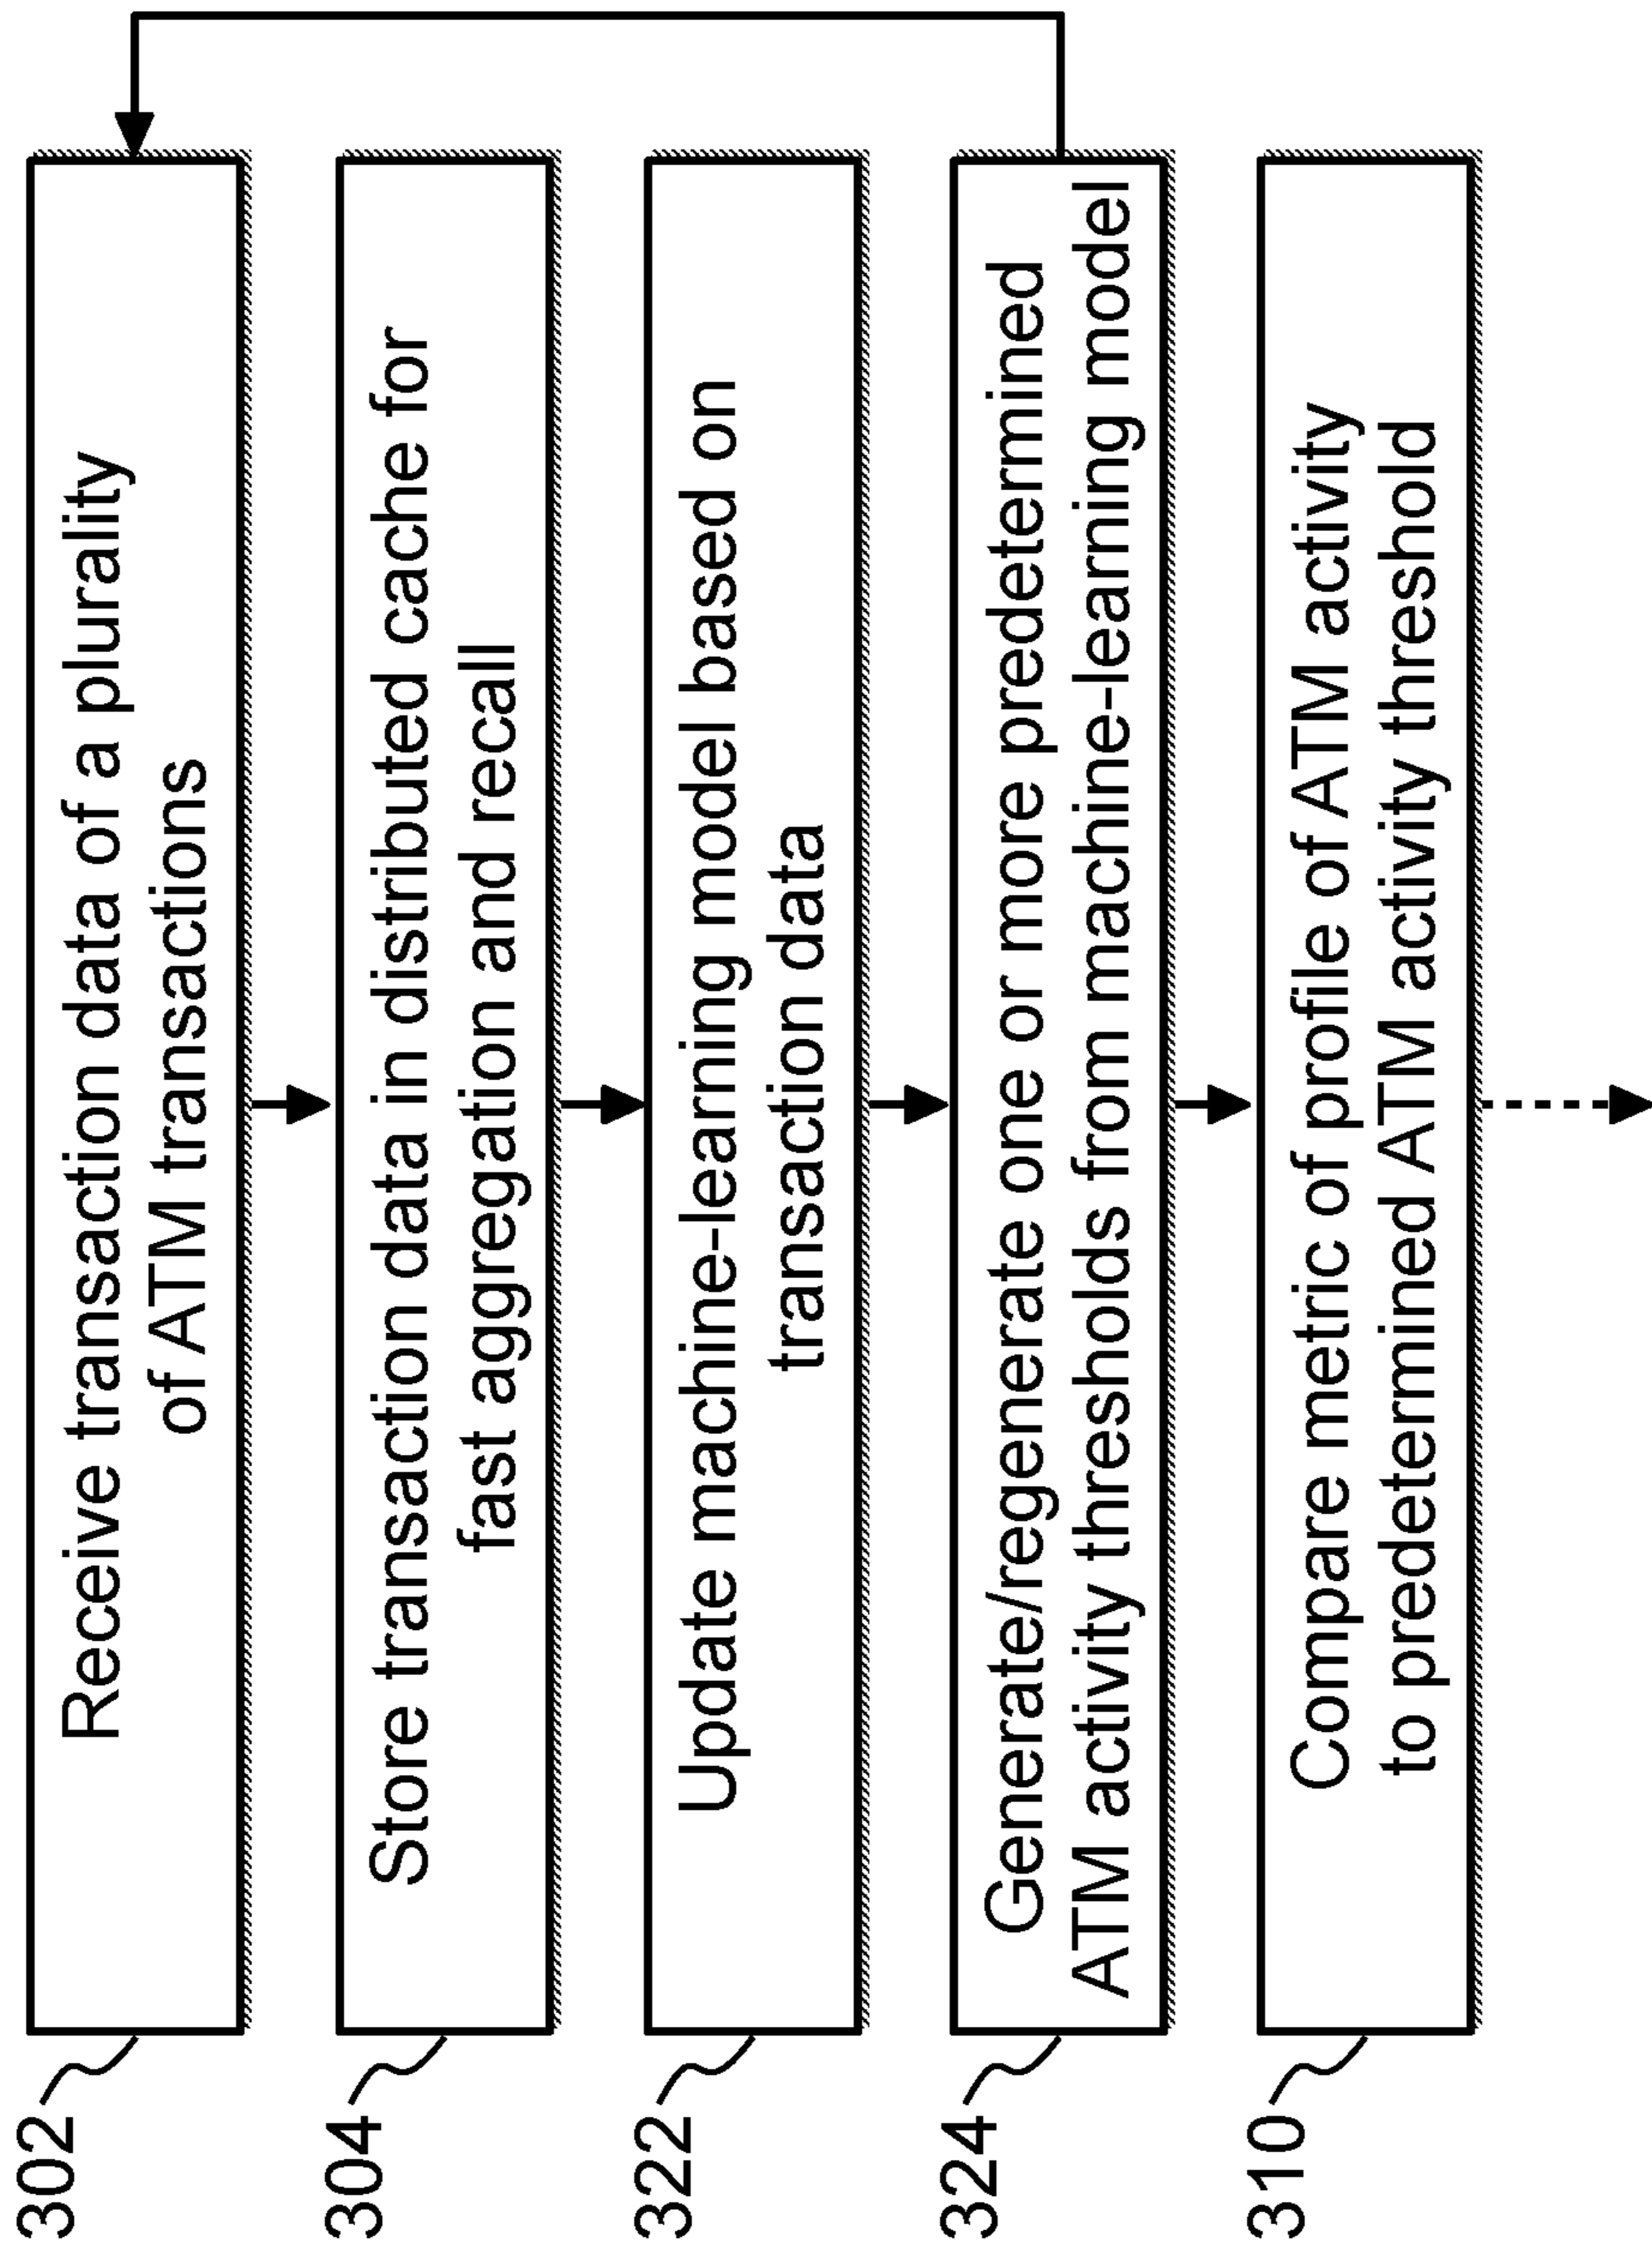 302
Receive transaction data of a plurality
of ATM transactions
304
Store transaction data in distributed cache for
fast aggregation and recall
322
Update machine-learning model based on
transaction data
324
Generate/regenerate one or more predetermined
ATM activity thresholds from machine-learning model
310
Compare metric of profile of ATM activity
to predetermined ATM activity threshold